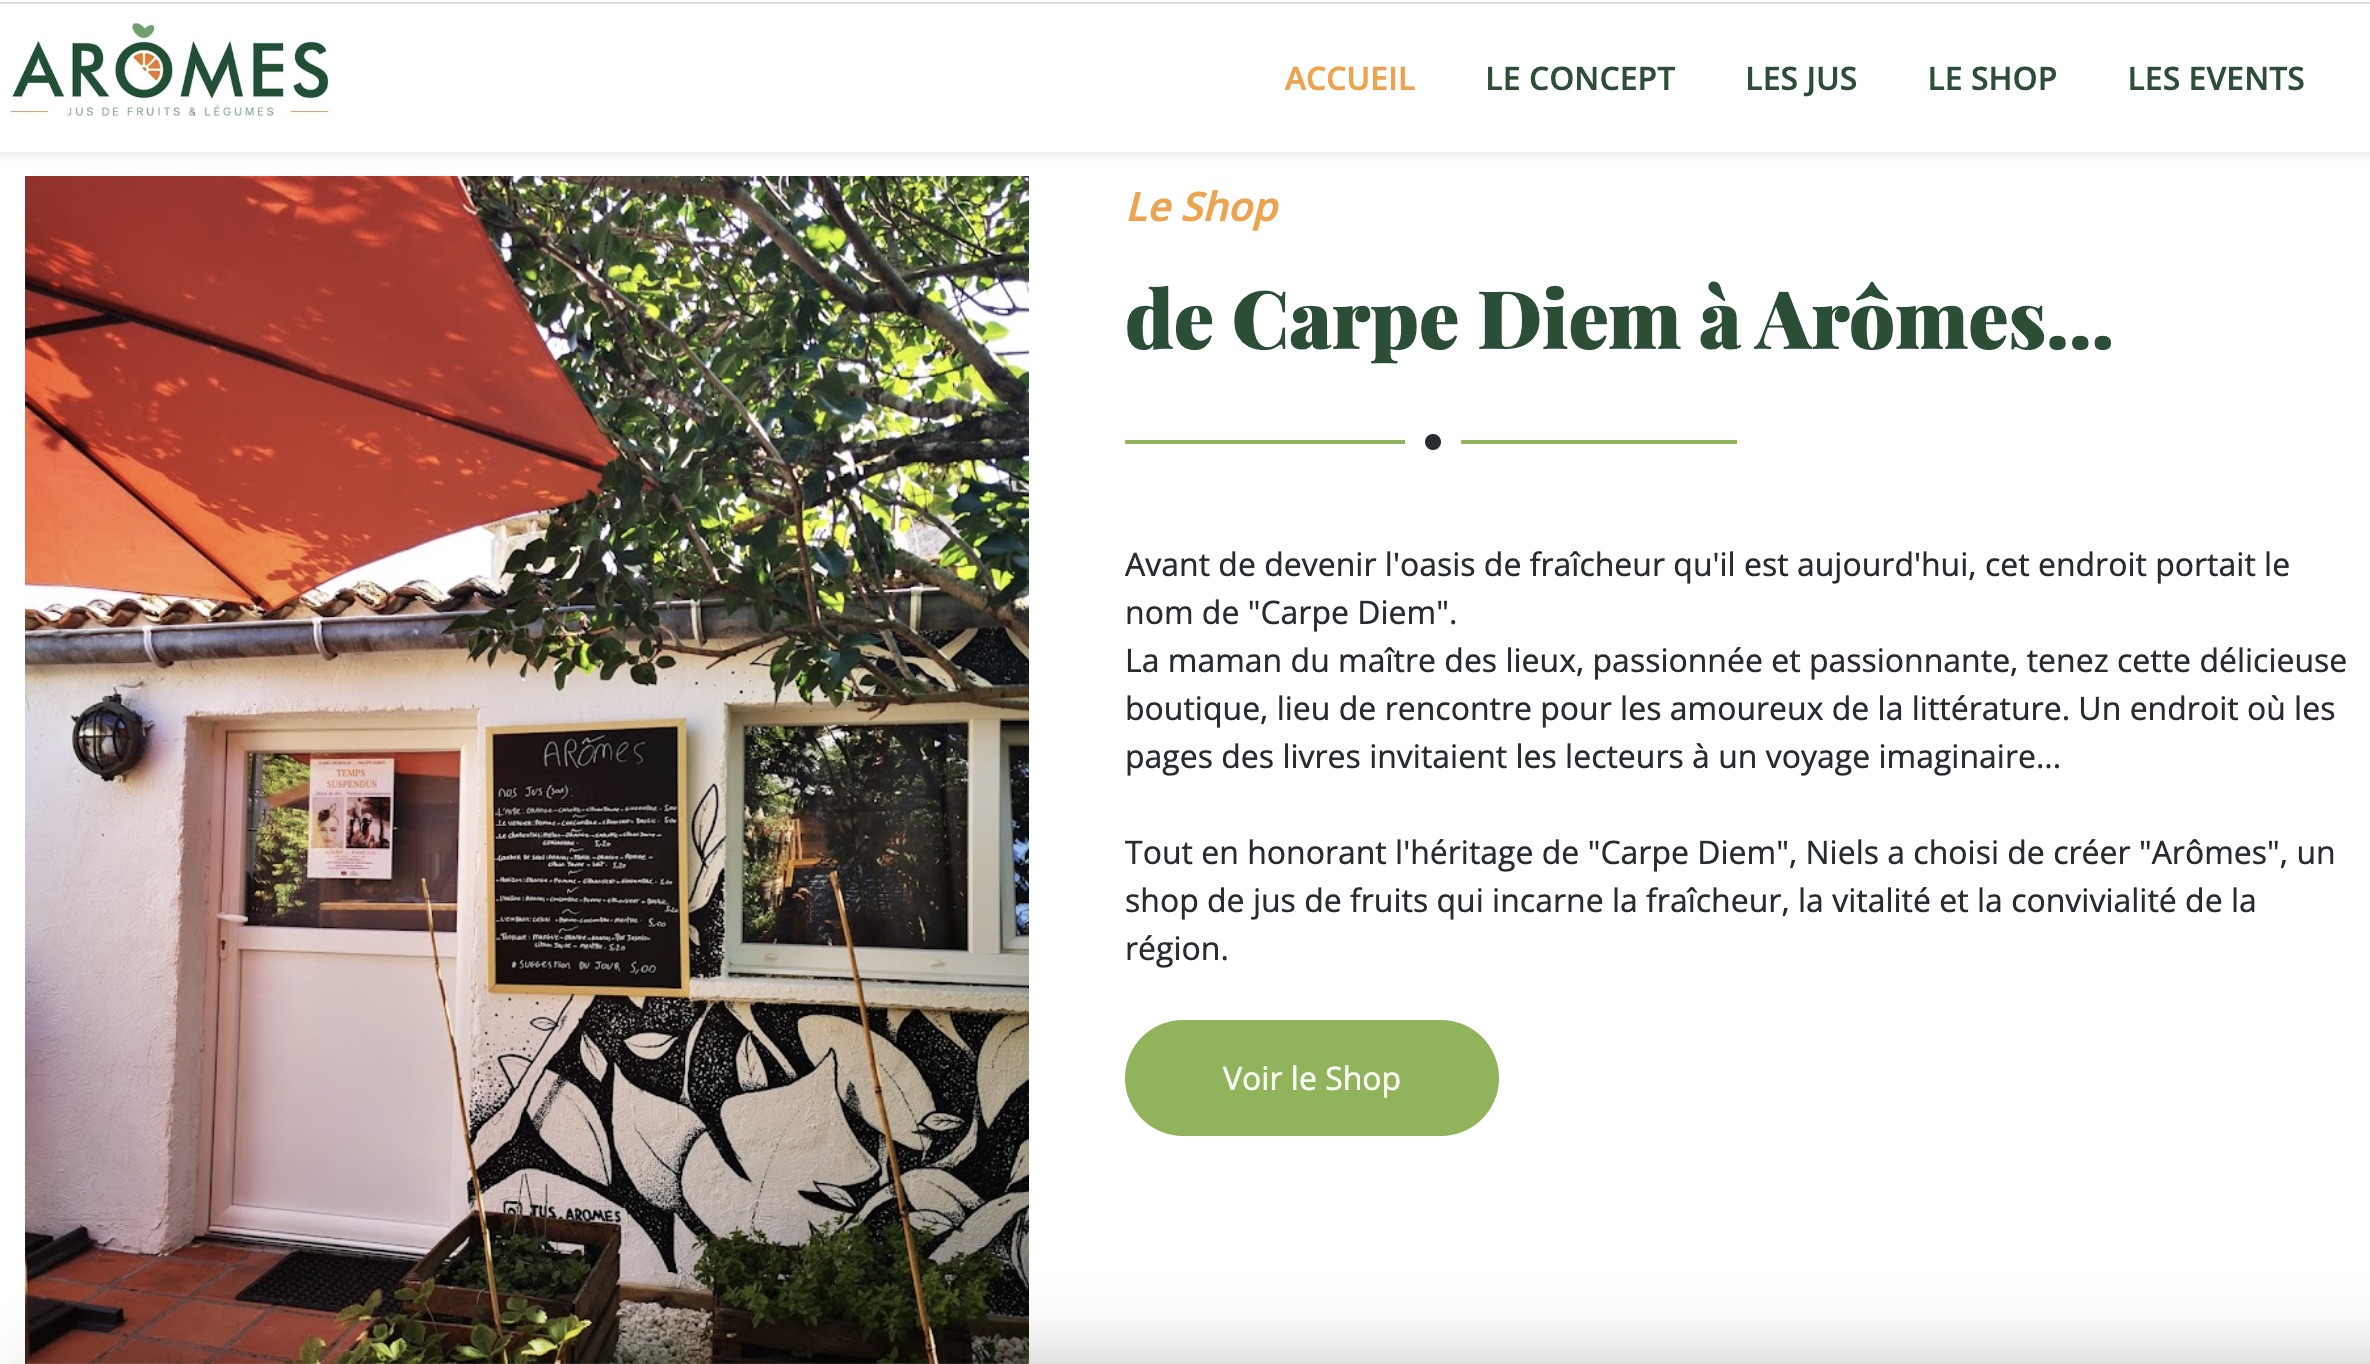 ARÔMES
JUS DE FRUITS & LÉGUMES
ACCUEIL
LE CONCEPT
LES JUS
LE SHOP
LES EVENTS
Le Shop
de Carpe Diem à Arômes...
Avant de devenir l'oasis de fraîcheur qu'il est aujourd'hui, cet endroit portait le
nom de "Carpe Diem".
La maman du maître des lieux, passionnée et passionnante, tenez cette délicieuse
boutique, lieu de rencontre pour les amoureux de la littérature. Un endroit où les
pages des livres invitaient les lecteurs à un voyage imaginaire...
Tout en honorant l'héritage de "Carpe Diem", Niels a choisi de créer "Arômes", un
shop de jus de fruits qui incarne la fraîcheur, la vitalité et la convivialité de la
région.
Voir le Shop
TEMPS
SUSPENDUS
ARÔMES
NOS JUS
* SUGGESTION DU JOUR 5,00
JUS.AROMES